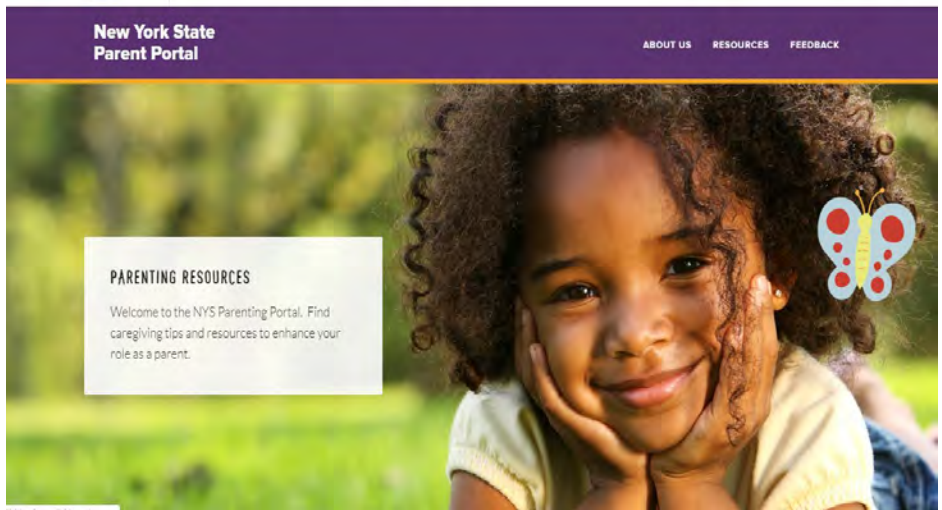 New York State
Parent Portal
ABOUT US RESOURCES FEEDBACK
PARENTING RESOURCES
Welcome to the NYS Parenting Portal. Find
caregiving tips and resources to enhance your
role as a parent.